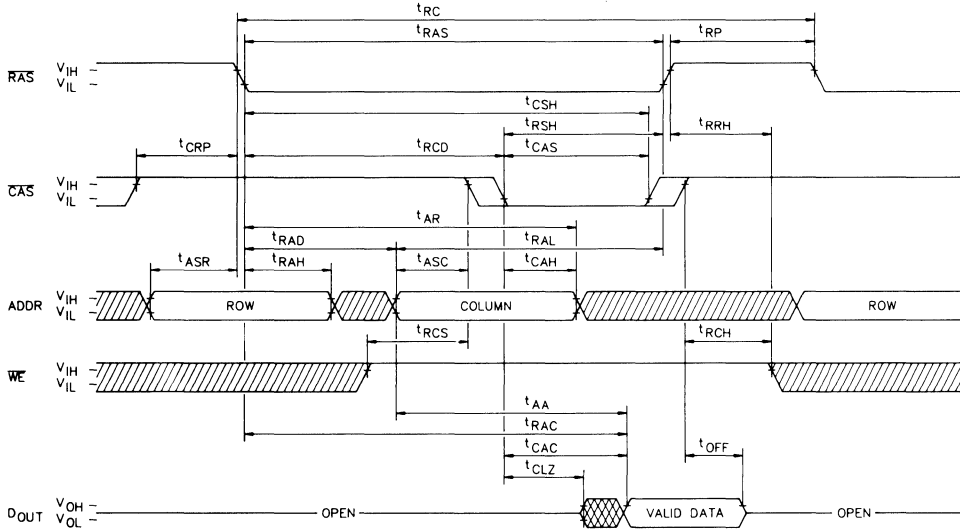 tRC
tRAS tRP
RAS VIH
VIL
tCSH
tRSH tRRH
tCRP tRCD tCAS
CAS VIH
VIL
tAR
tRAD tRAL
tASR tRAH tASC tCAH
ADDR VIH
VIL
ROW COLUMN ROW
tRCS tRCH
WE VIH
VIL
tAA
tRAC
tCAC tOFF
tCLZ
DOUT VOH
VOL
OPEN VALID DATA OPEN